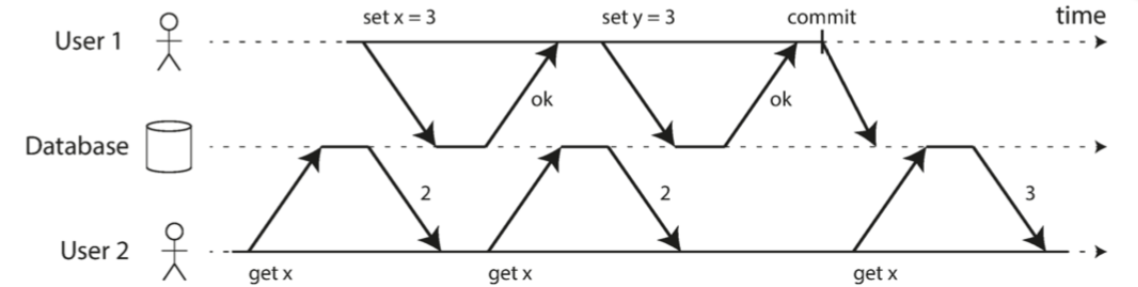 set x = 3
set y = 3
commit
time
User 1
ok
ok
Database
2
2
3
User 2
get x
get x
get x